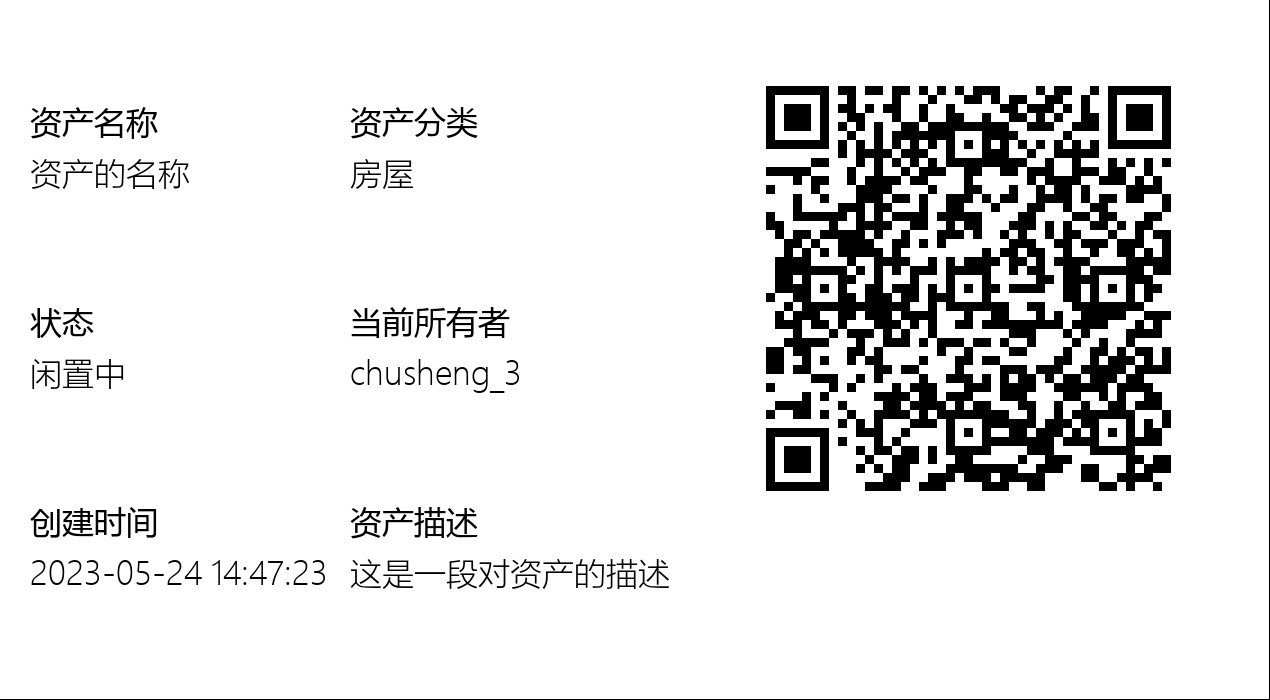 资产名称
资产的名称
资产分类
房屋
状态
闲置中
当前所有者
chusheng_3
创建时间
2023-05-24 14:47:23
资产描述
这是一段对资产的描述